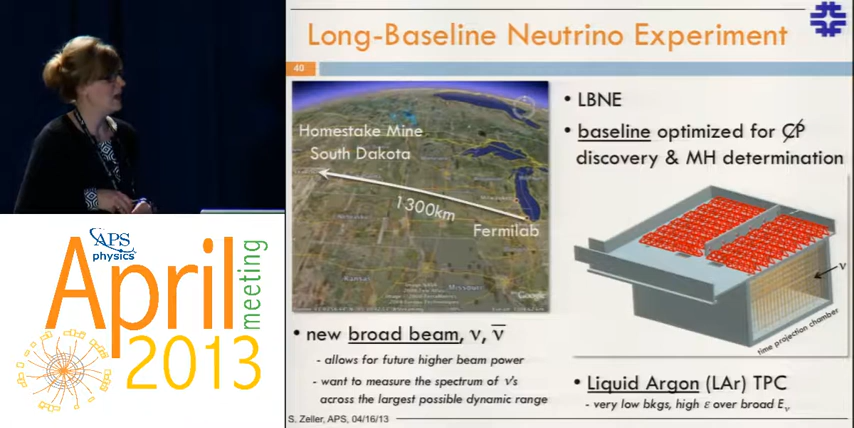 Long-Baseline Neutrino Experiment
40
Homestake Mine
South Dakota
1300km
Fermilab
Kansas
Missouri
Google
• LBNE
• baseline optimized for CP
discovery & MH determination
ν
time projection chamber
• new broad beam, ν, ν̅
- allows for future higher beam power
- want to measure the spectrum of ν's
across the largest possible dynamic range
• Liquid Argon (LAr) TPC
- very low bkgs, high ε over broad Eν
S. Zeller, APS, 04/16/13
APS
physics
April
meeting
2013